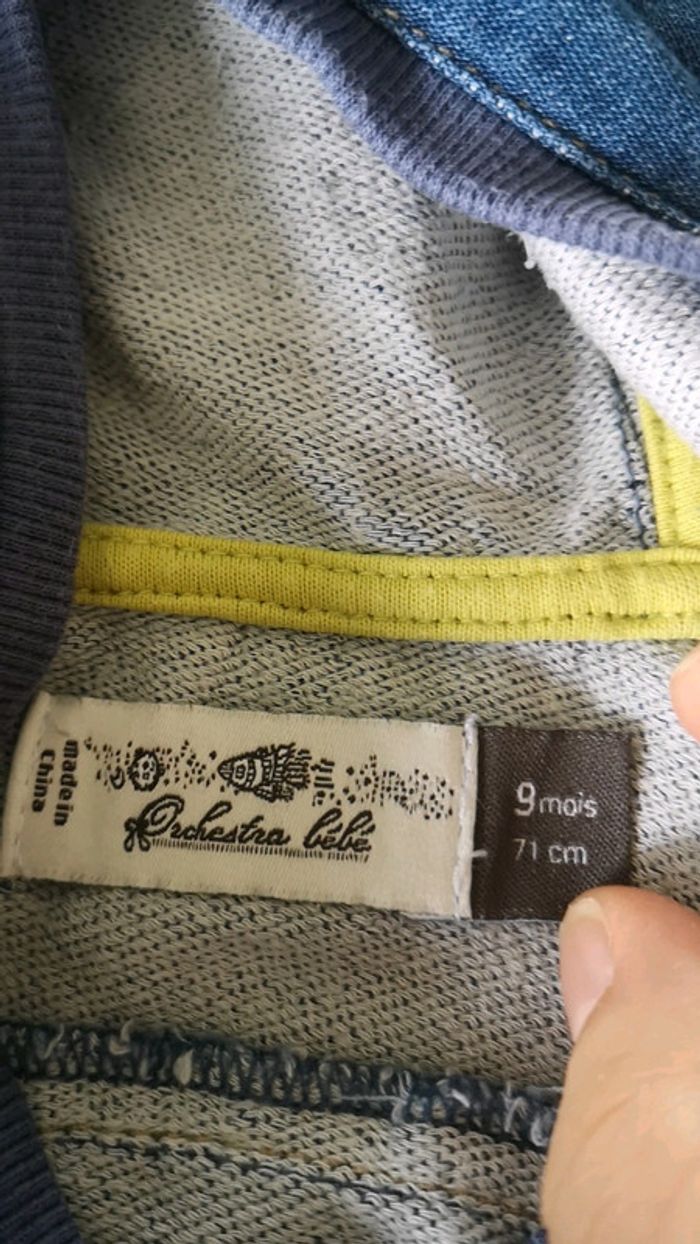 made in
China
Orchestra bébé
9 mois
71 cm